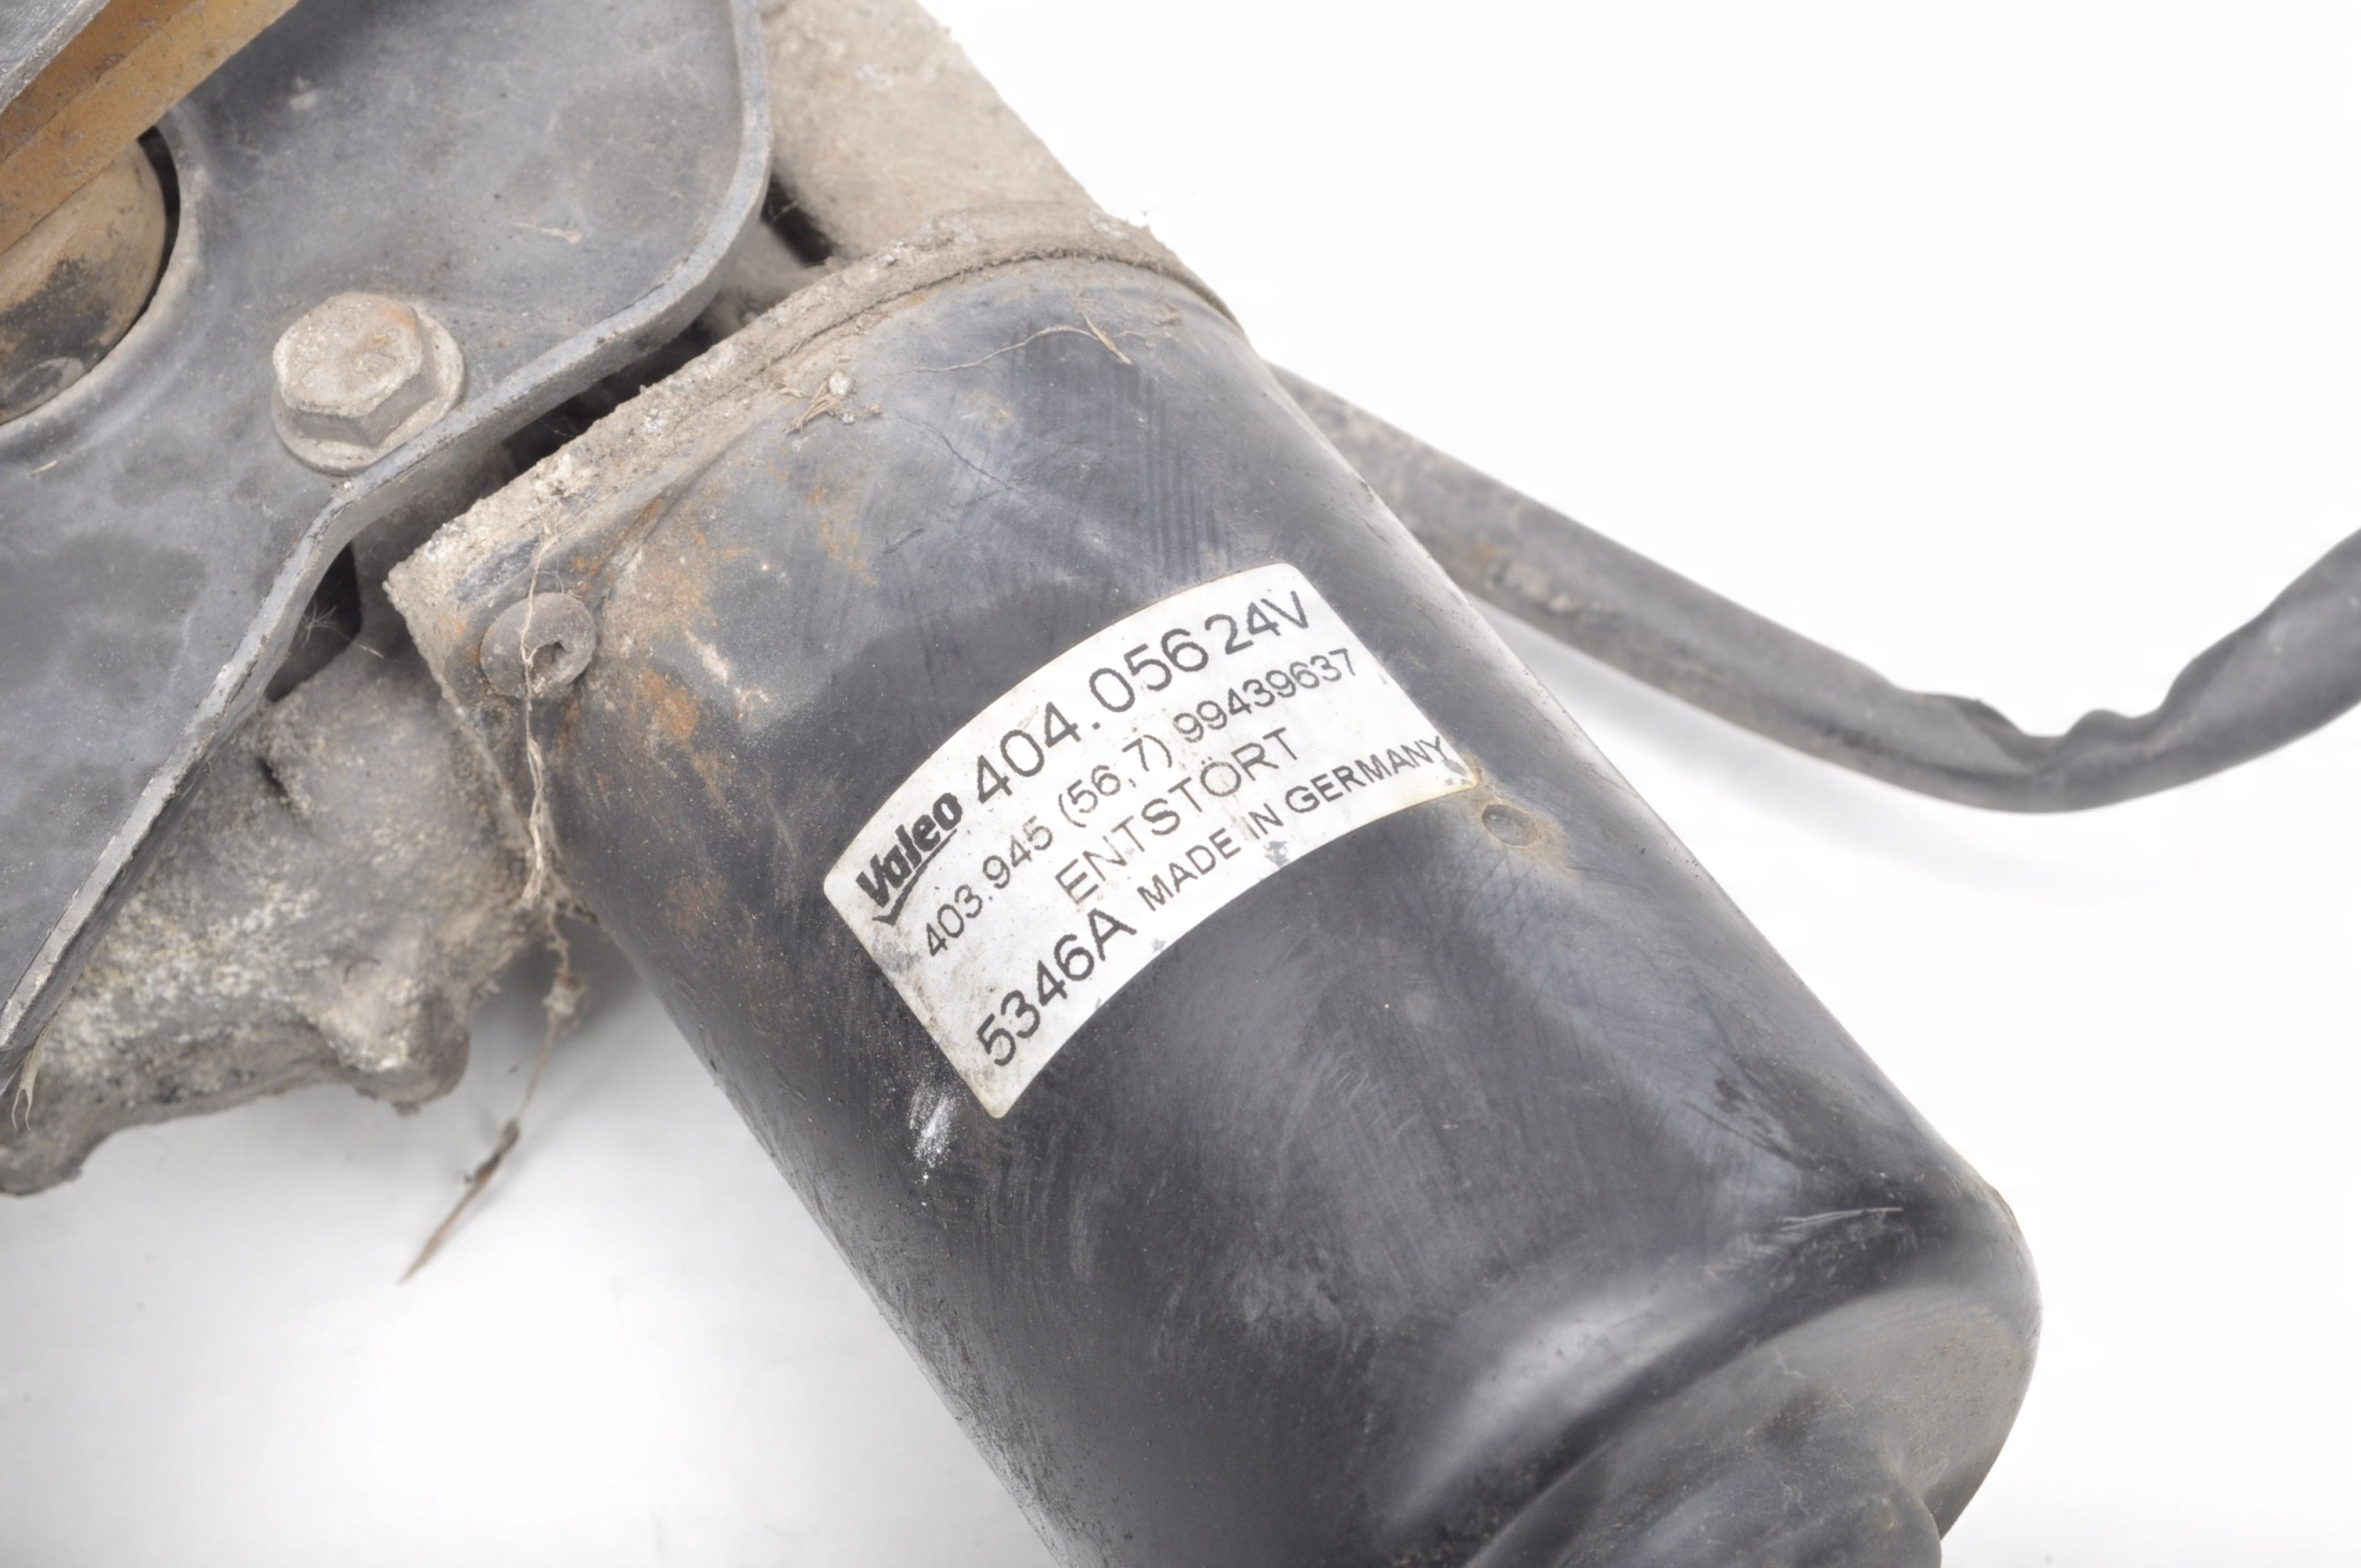 Valeo 404.056 24V
403.945 (56,7) 99439637
ENTSTÖRT
5346A MADE IN GERMANY